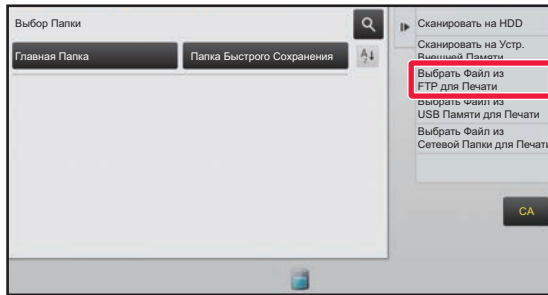 Выбор Папки
Главная Папка
Папка Быстрого Сохранения
Сканировать на HDD
Сканировать на Устр.
Внешней Памяти
Выбрать Файл из
FTP для Печати
Выбрать Файл из
USB Памяти для Печати
Выбрать Файл из
Сетевой Папки для Печати
CA